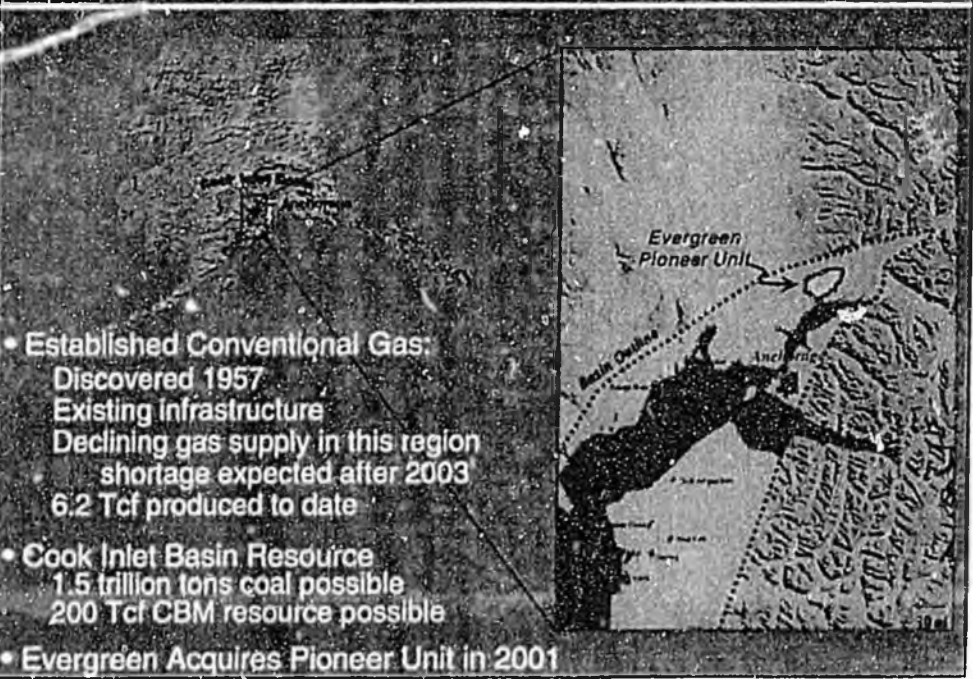 Anchorage
Evergreen
Pioneer Unit
Basin Outline
Anchorage
• Established Conventional Gas:
Discovered 1957
Existing infrastructure
Declining gas supply in this region
shortage expected after 2003
6.2 Tcf produced to date
• Cook Inlet Basin Resource
1.5 trillion tons coal possible
200 Tcf CBM resource possible
• Evergreen Acquires Pioneer Unit in 2001